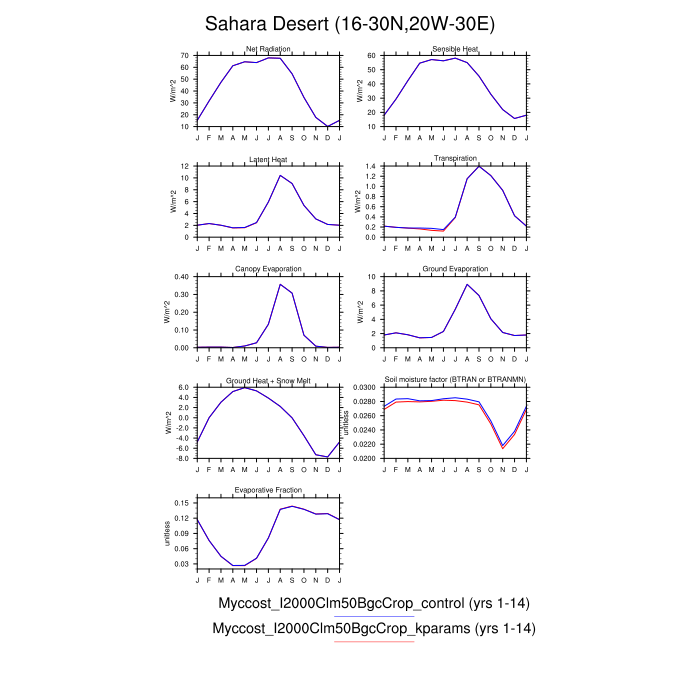 Sahara Desert (16-30N,20W-30E)
Net Radiation
Sensible Heat
70
60
50
40
30
20
10
W/m^2
J F M A M J J A S O N D J
60
50
40
30
20
10
W/m^2
J F M A M J J A S O N D J
Latent Heat
Transpiration
12
10
8
6
4
2
0
W/m^2
J F M A M J J A S O N D J
1.4
1.2
1.0
0.8
0.6
0.4
0.2
0.0
W/m^2
J F M A M J J A S O N D J
Canopy Evaporation
Ground Evaporation
0.40
0.30
0.20
0.10
0.00
W/m^2
J F M A M J J A S O N D J
10
8
6
4
2
0
W/m^2
J F M A M J J A S O N D J
Ground Heat + Snow Melt
Soil moisture factor (BTRAN or BTRANMN)
6.0
4.0
2.0
0.0
-2.0
-4.0
-6.0
-8.0
W/m^2
J F M A M J J A S O N D J
0.0300
0.0280
0.0260
0.0240
0.0220
0.0200
unitless
J F M A M J J A S O N D J
Evaporative Fraction
0.15
0.12
0.09
0.06
0.03
unitless
J F M A M J J A S O N D J
Myccost_I2000Clm50BgcCrop_control (yrs 1-14)
Myccost_I2000Clm50BgcCrop_kparams (yrs 1-14)